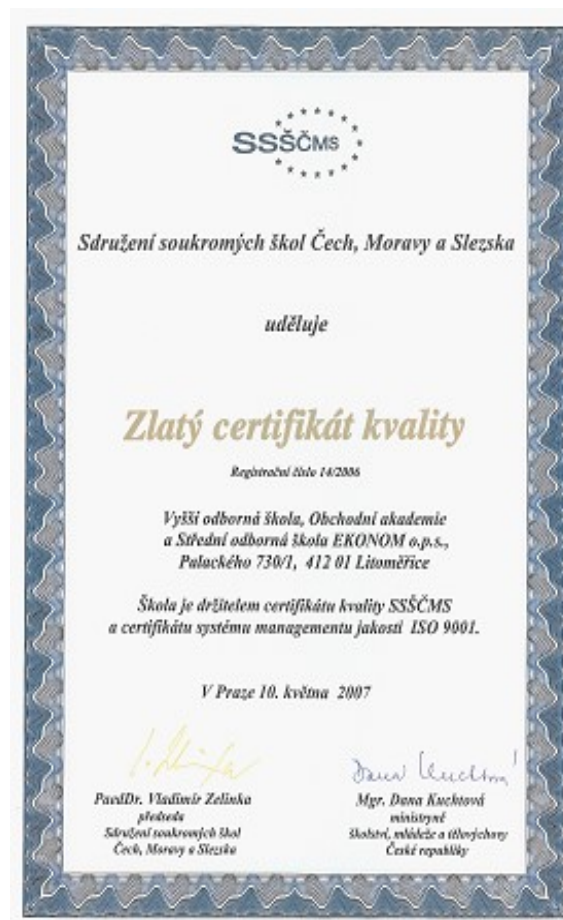 SSŠČMS
Sdružení soukromých škol Čech, Moravy a Slezska
uděluje
Zlatý certifikát kvality
Registrační číslo 14/2006
Vyšší odborná škola, Obchodní akademie
a Střední odborná škola EKONOM o.p.s.,
Palackého 730/1, 412 01 Litoměřice
Škola je držitelem certifikátu kvality SSŠČMS
a certifikátu systému managementu jakosti ISO 9001.
V Praze 10. května 2007
Dana Kuchtová
PaedDr. Vladimír Zelinka
předseda
Sdružení soukromých škol
Čech, Moravy a Slezska
Mgr. Dana Kuchtová
ministryně
školství, mládeže a tělovýchovy
České republiky